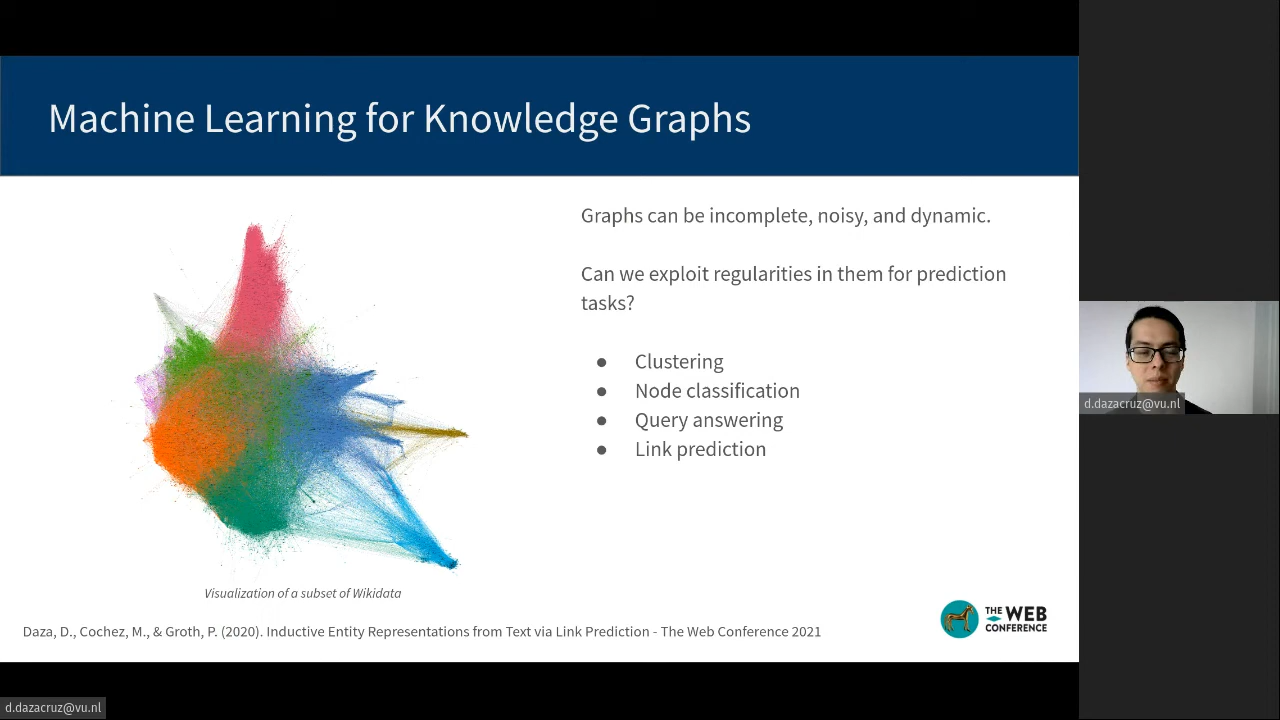 Machine Learning for Knowledge Graphs
Graphs can be incomplete, noisy, and dynamic.
Can we exploit regularities in them for prediction
tasks?
● Clustering
● Node classification
● Query answering
● Link prediction
Visualization of a subset of Wikidata
Daza, D., Cochez, M., & Groth, P. (2020). Inductive Entity Representations from Text via Link Prediction - The Web Conference 2021
THE WEB
CONFERENCE
d.dazacruz@vu.nl
d.dazacruz@vu.nl